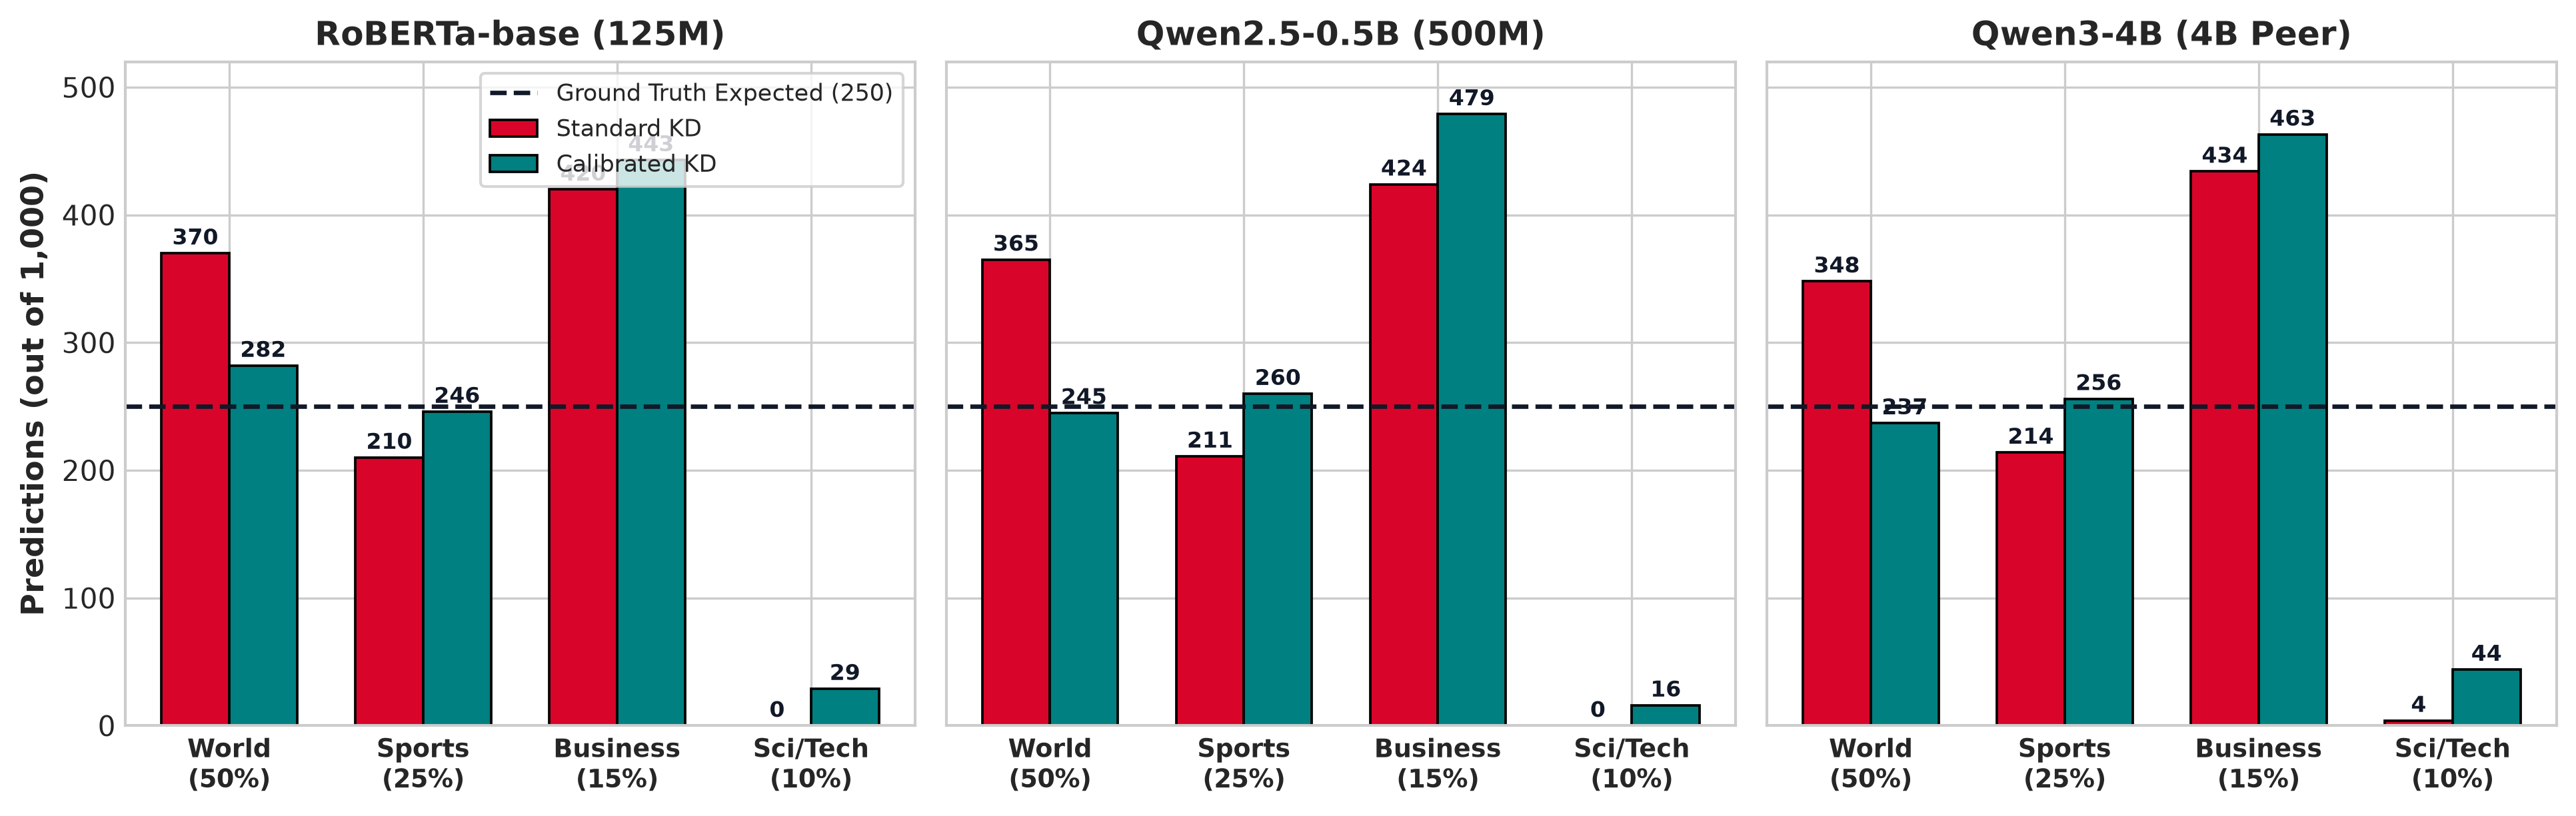 RoBERTa-base (125M)
Qwen2.5-0.5B (500M)
Qwen3-4B (4B Peer)
Predictions (out of 1,000)
500
400
300
200
100
0
Ground Truth Expected (250)
Standard KD
Calibrated KD
370
282
210
246
420
443
0
29
World
(50%)
Sports
(25%)
Business
(15%)
Sci/Tech
(10%)
365
245
211
260
424
479
0
16
World
(50%)
Sports
(25%)
Business
(15%)
Sci/Tech
(10%)
348
237
214
256
434
463
4
44
World
(50%)
Sports
(25%)
Business
(15%)
Sci/Tech
(10%)